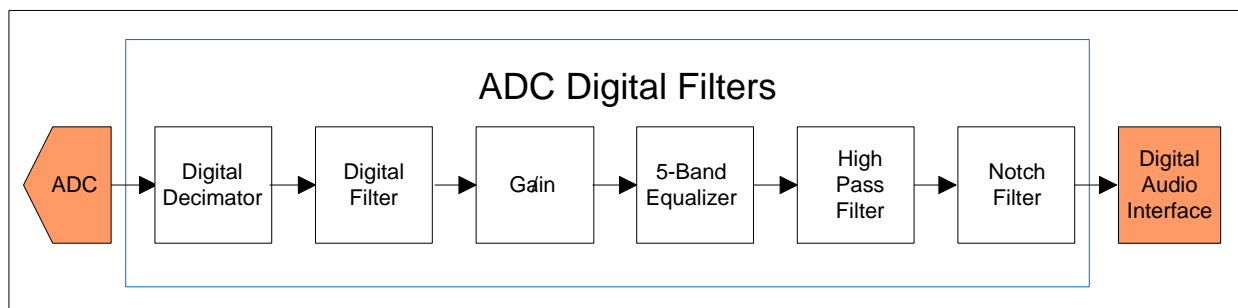 ADC Digital Filters
ADC
Digital
Decimator
Digital
Filter
Gain
5-Band
Equalizer
High
Pass
Filter
Notch
Filter
Digital
Audio
Interface